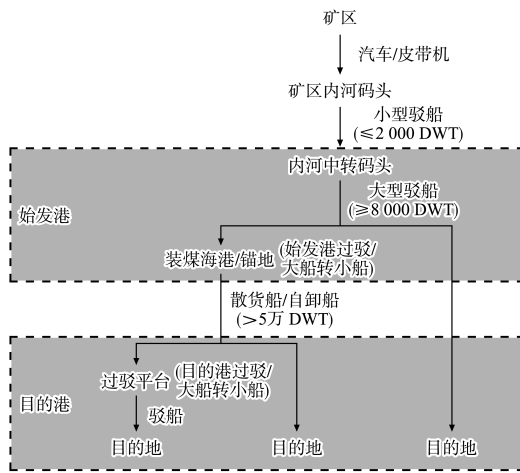 矿区
汽车/皮带机
矿区内河码头
小型驳船
(≤2 000 DWT)
内河中转码头
大型驳船
(≥8 000 DWT)
始发港
装煤海港/锚地
(始发港过驳/
大船转小船)
散货船/自卸船
(>5万 DWT)
过驳平台
(目的港过驳/
大船转小船)
目的港
驳船
目的地
目的地
目的地